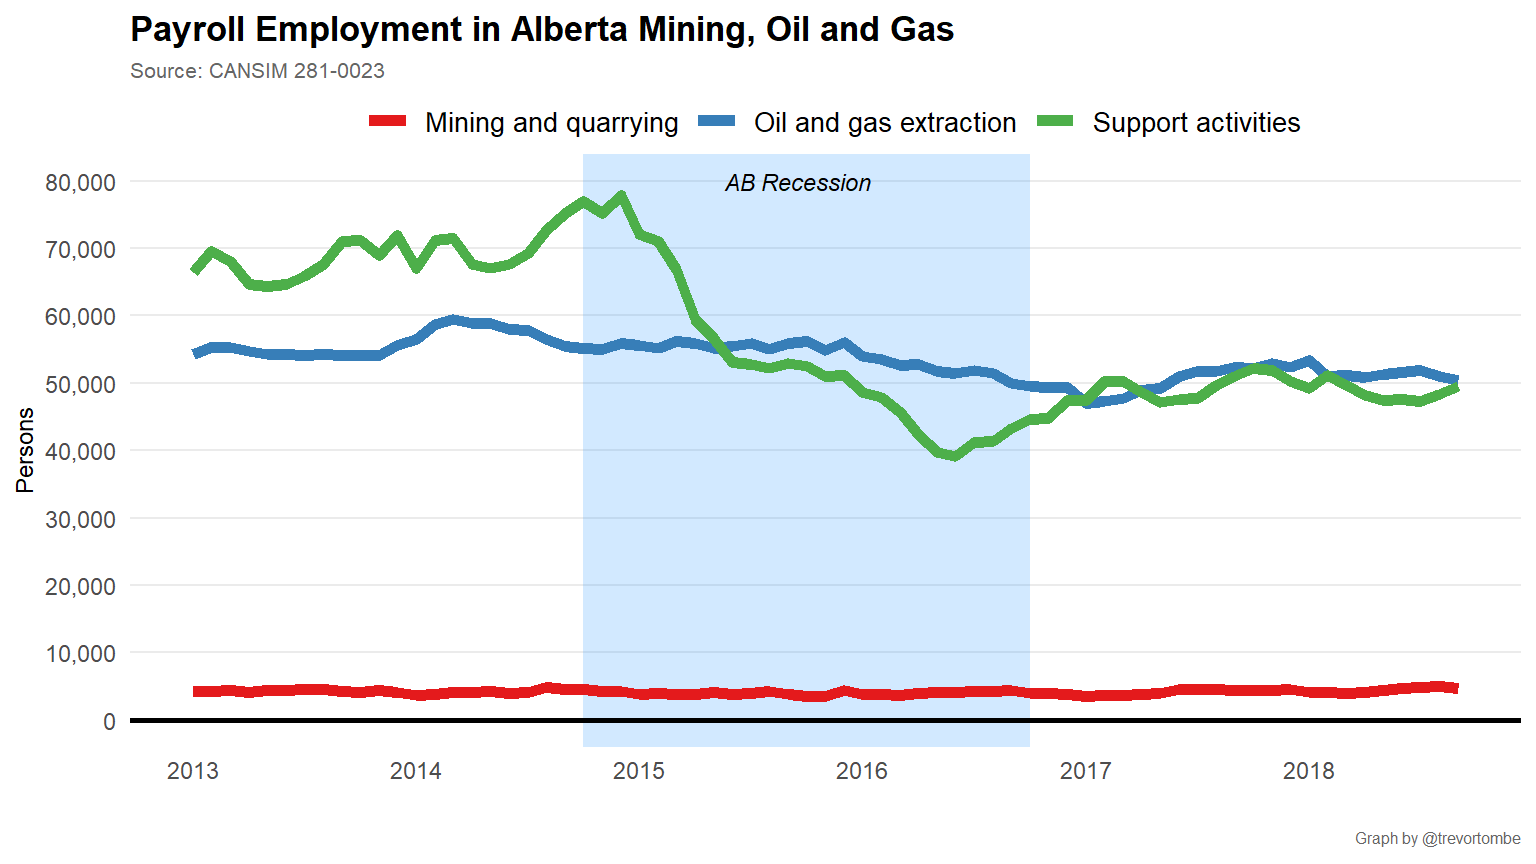 Payroll Employment in Alberta Mining, Oil and Gas
Source: CANSIM 281-0023
Mining and quarrying Oil and gas extraction Support activities
AB Recession
80,000
70,000
60,000
50,000
40,000
30,000
20,000
10,000
0
Persons
2013 2014 2015 2016 2017 2018
Graph by @trevortombe